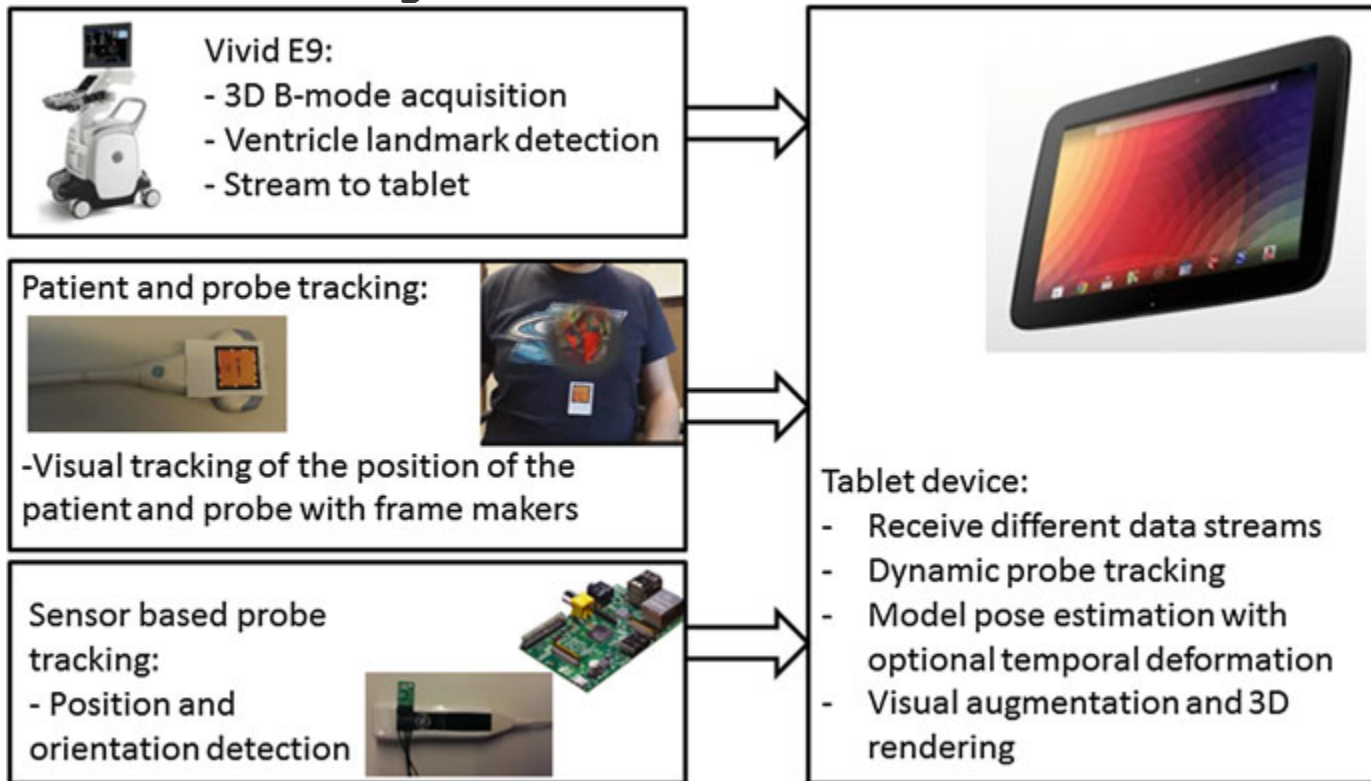 Vivid E9:
- 3D B-mode acquisition
- Ventricle landmark detection
- Stream to tablet
Patient and probe tracking:
-Visual tracking of the position of the
patient and probe with frame makers
Sensor based probe
tracking:
- Position and
orientation detection
Tablet device:
- Receive different data streams
- Dynamic probe tracking
- Model pose estimation with
optional temporal deformation
- Visual augmentation and 3D
rendering